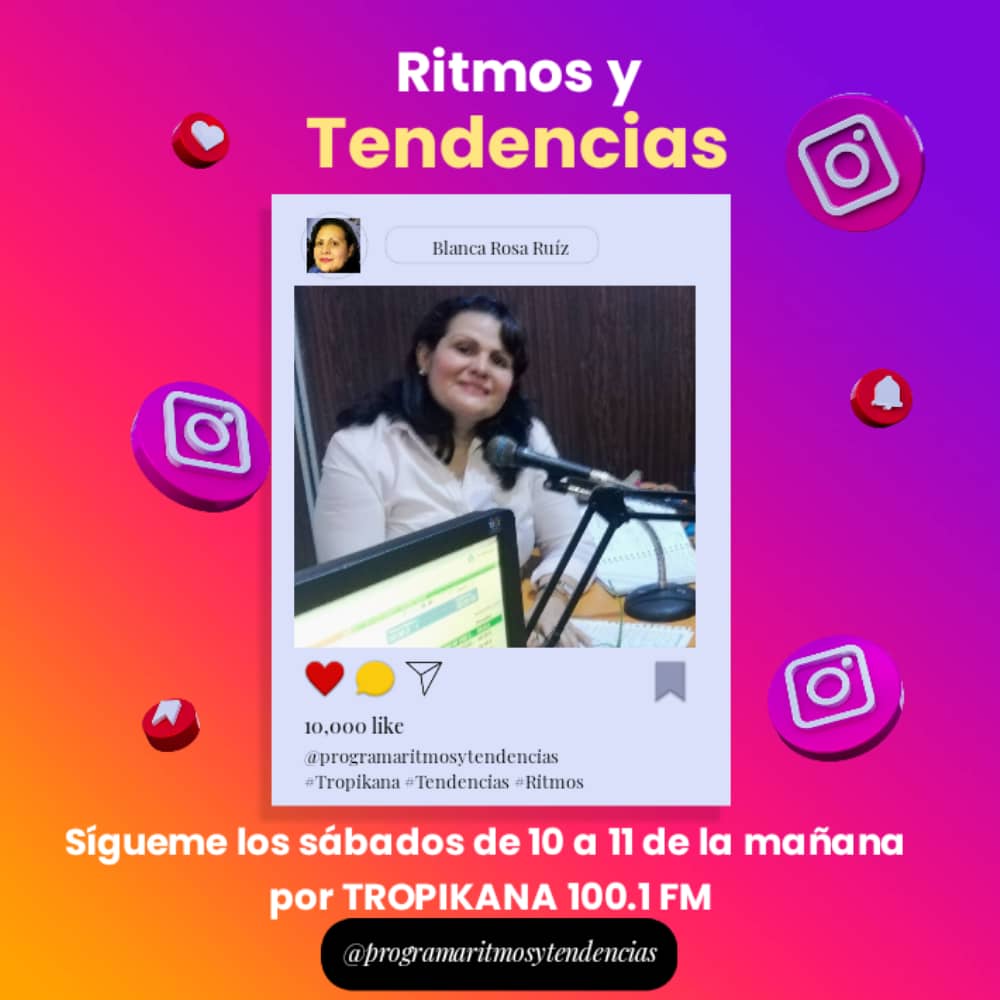 Ritmos y
Tendencias
Blanca Rosa Ruíz
10,000 like
@programaritmosytendencias
#Tropikana #Tendencias #Ritmos
Sígueme los sábados de 10 a 11 de la mañana
por TROPIKANA 100.1 FM
@programaritmosytendencias